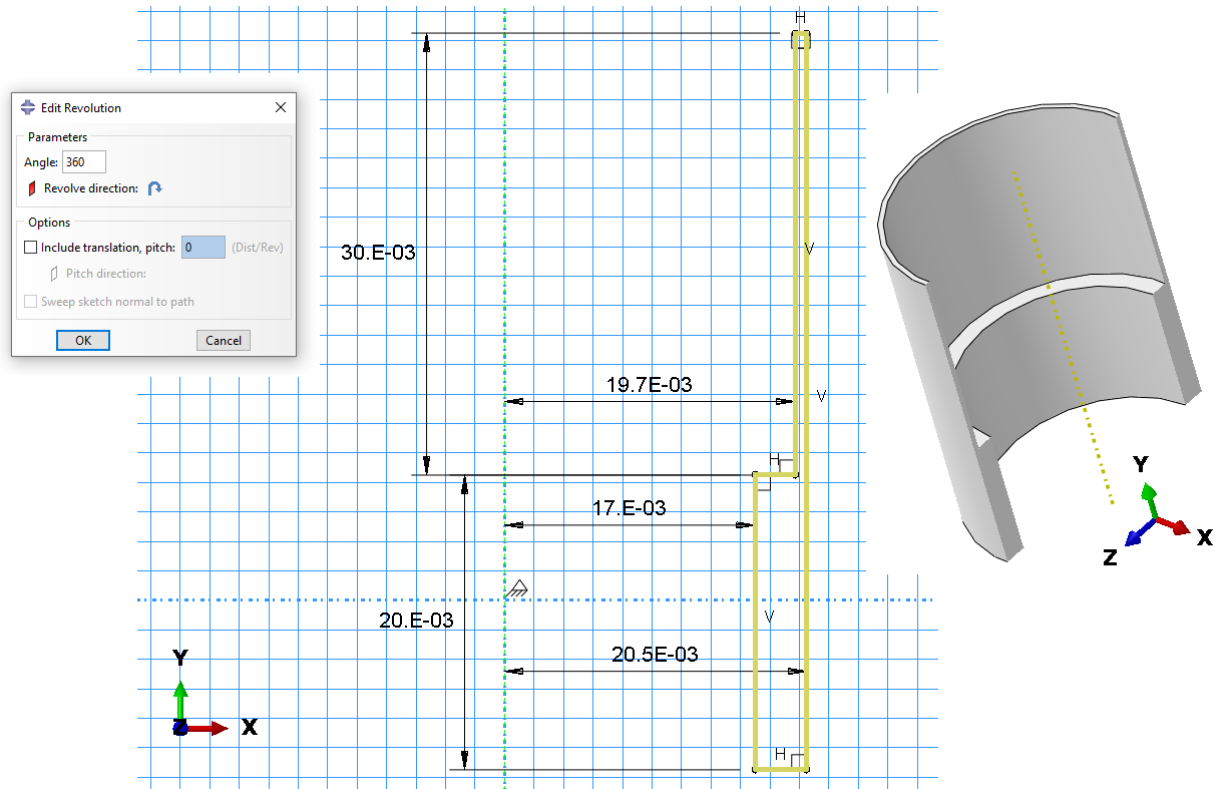 Edit Revolution
Parameters
Angle: 360
Revolve direction:
Options
Include translation, pitch: 0 (Dist/Rev)
Pitch direction:
Sweep sketch normal to path
OK Cancel
H
30.E-03
V
19.7E-03
V
H
17.E-03
20.E-03
V
20.5E-03
H
Y
Z X
Y
X
Z